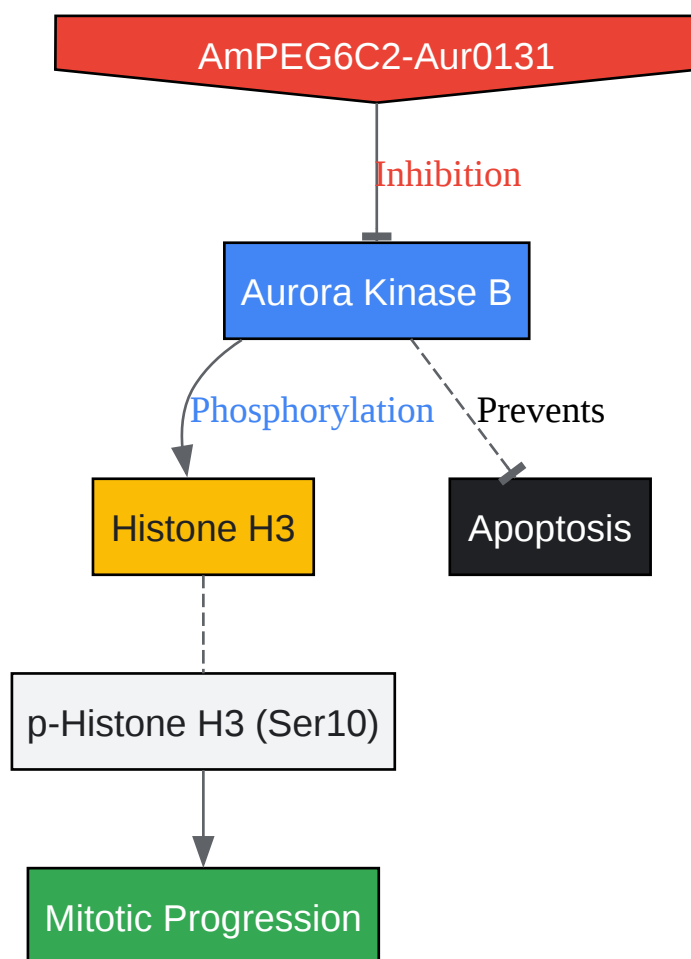 AmPEG6C2-Aur0131
Inhibition
Aurora Kinase B
Phosphorylation
Prevents
Histone H3
Apoptosis
p-Histone H3 (Ser10)
Mitotic Progression